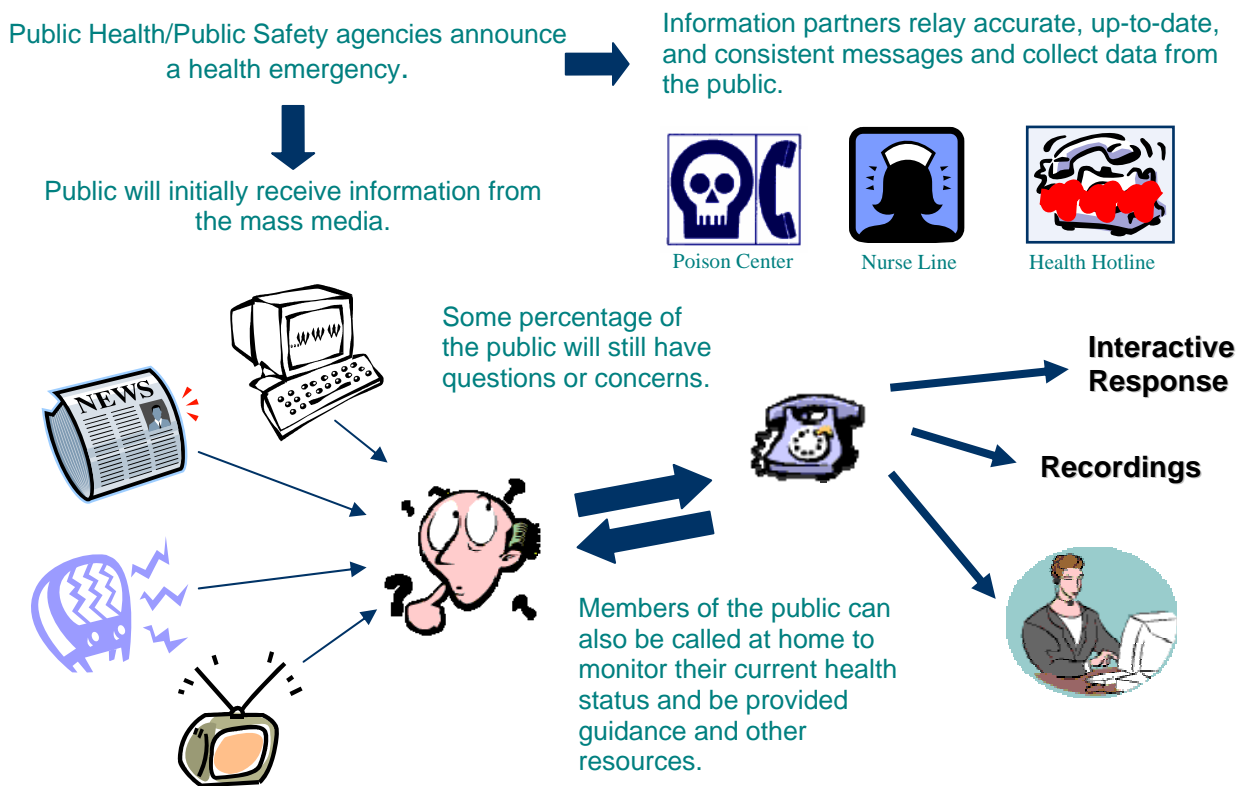 Public Health/Public Safety agencies announce
a health emergency.
Information partners relay accurate, up-to-date,
and consistent messages and collect data from
the public.
Public will initially receive information from
the mass media.
Poison Center
Nurse Line
Health Hotline
...WWW
NEWS
Some percentage of
the public will still have
questions or concerns.
Interactive
Response
Recordings
?
Members of the public can
also be called at home to
monitor their current health
status and be provided
guidance and other
resources.